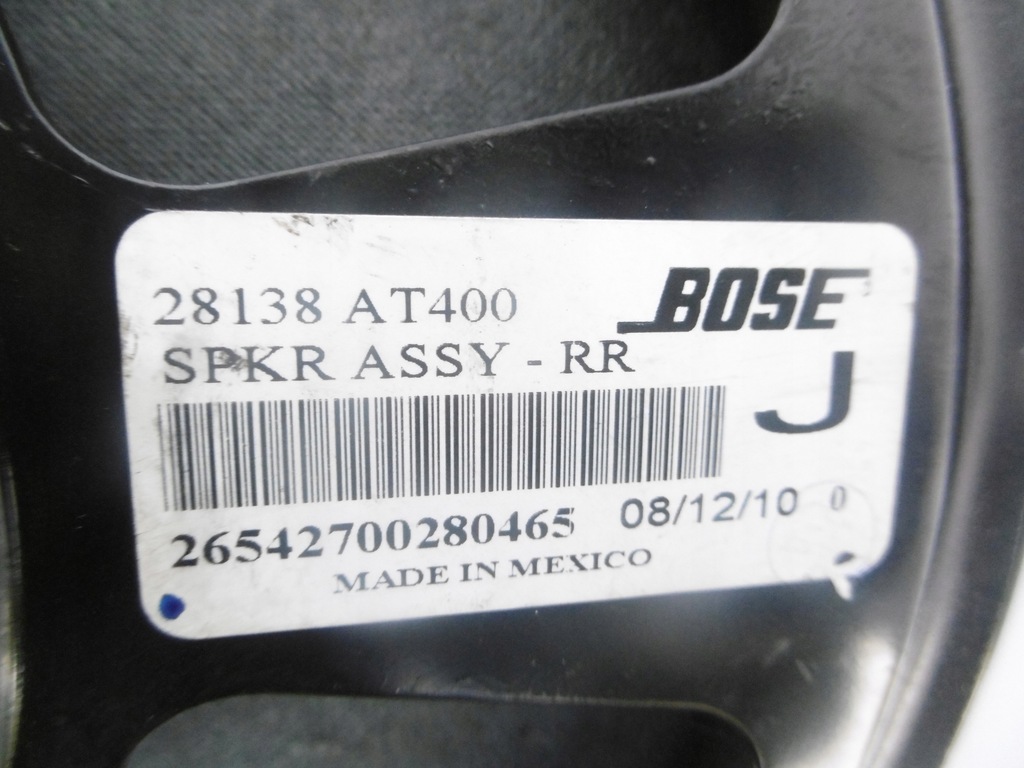 28138 AT400
BOSE
SPKR ASSY - RR
J
26542700280465
08/12/10 0
MADE IN MEXICO